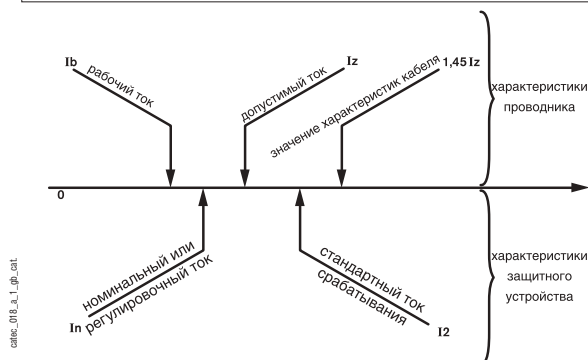 Ib
рабочий ток
Iz
допустимый ток
1,45 Iz
значение характеристик кабеля
характеристики
проводника
0
номинальный или
регулировочный ток
In
стандартный ток
срабатывания
I2
характеристики
защитного
устройства
catec_018_a_1_gb_cat.